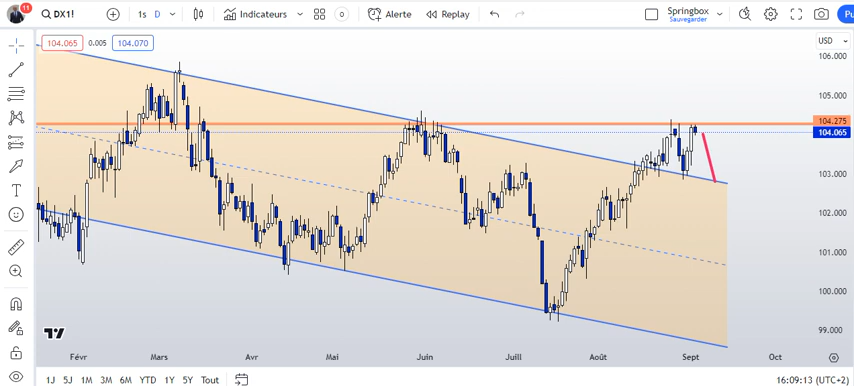 11
DX1!
1s
D
Indicateurs
Alerte
Replay
Springbox
Sauvegarder
Pu
104.065
0.005
104.070
USD
106.000
105.000
104.275
104.065
103.000
102.000
101.000
100.000
99.000
Févr
Mars
Avr
Mai
Juin
Juill
Août
Sept
Oct
1J 5J 1M 3M 6M YTD 1Y 5Y Tout
16:09:13 (UTC+2)